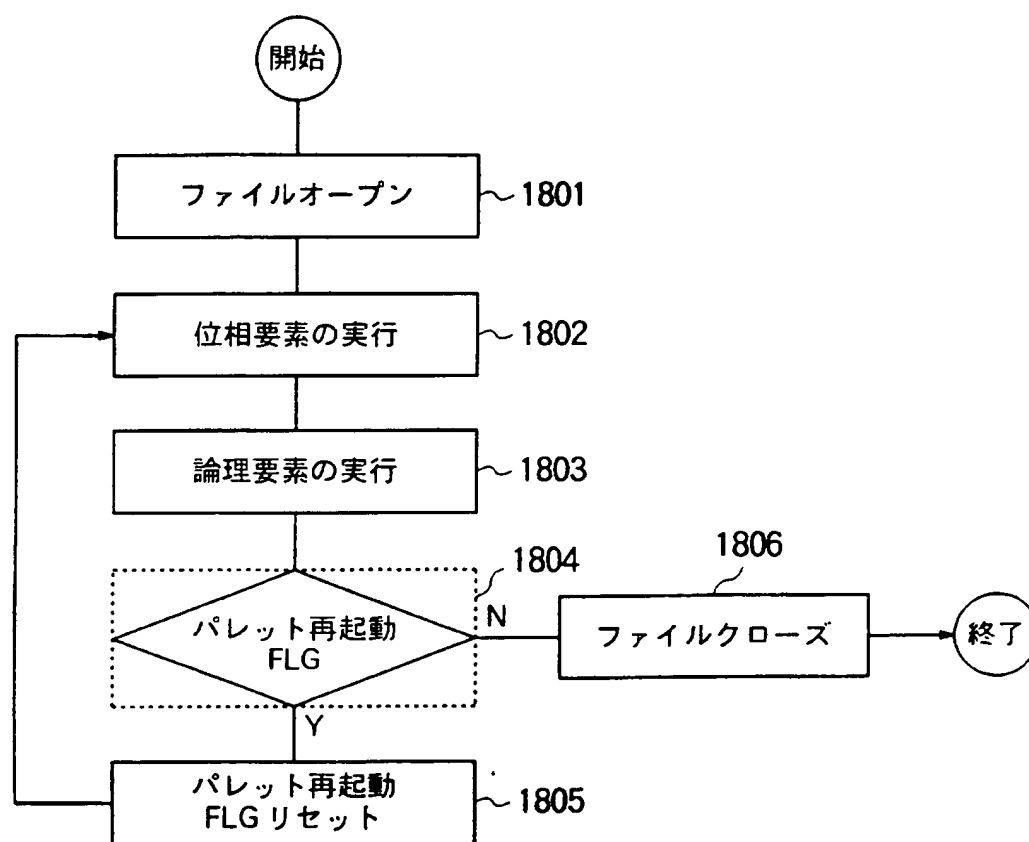 開始
ファイルオープン
1801
位相要素の実行
1802
論理要素の実行
1803
1804
パレット再起動
FLG
N
Y
1806
ファイルクローズ
終了
パレット再起動
FLGリセット
1805